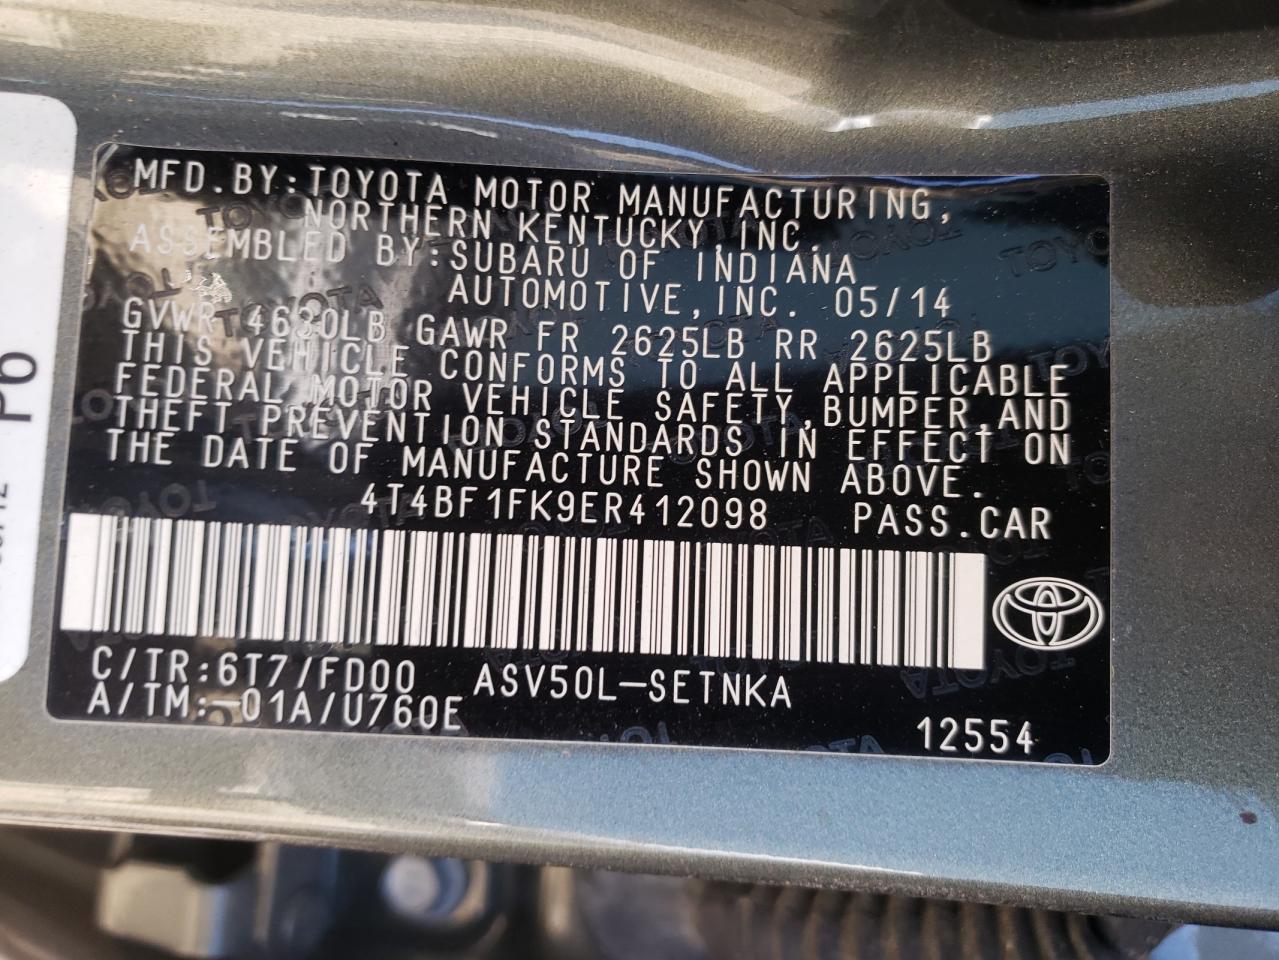 MFD.BY:TOYOTA MOTOR MANUFACTURING,
NORTHERN KENTUCKY,INC.
ASSEMBLED BY:SUBARU OF INDIANA
AUTOMOTIVE,INC. 05/14
GVWR 4630LB GAWR FR 2625LB RR 2625LB
THIS VEHICLE CONFORMS TO ALL APPLICABLE
FEDERAL MOTOR VEHICLE SAFETY,BUMPER,AND
THEFT PREVENTION STANDARDS IN EFFECT ON
THE DATE OF MANUFACTURE SHOWN ABOVE.
4T4BF1FK9ER412098 PASS.CAR
C/TR:6T7/FD00 ASV50L-SETNKA
A/TM:-01A/U760E
12554
P6